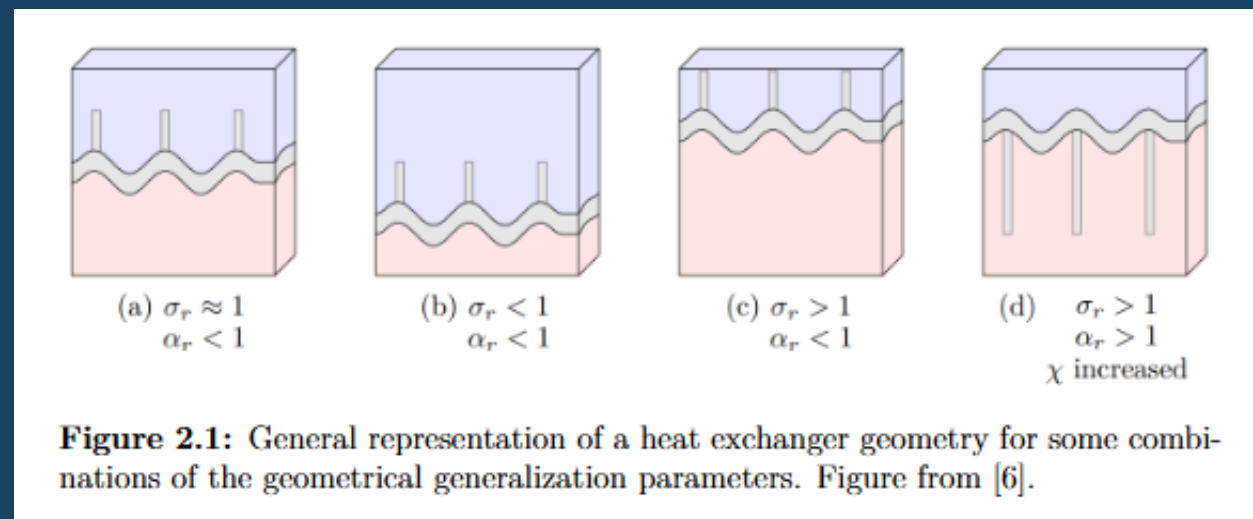 (a) σᵣ ≈ 1
αᵣ < 1
(b) σᵣ < 1
αᵣ < 1
(c) σᵣ > 1
αᵣ < 1
(d) σᵣ > 1
αᵣ > 1
χ increased
Figure 2.1: General representation of a heat exchanger geometry for some combi-
nations of the geometrical generalization parameters. Figure from [6].